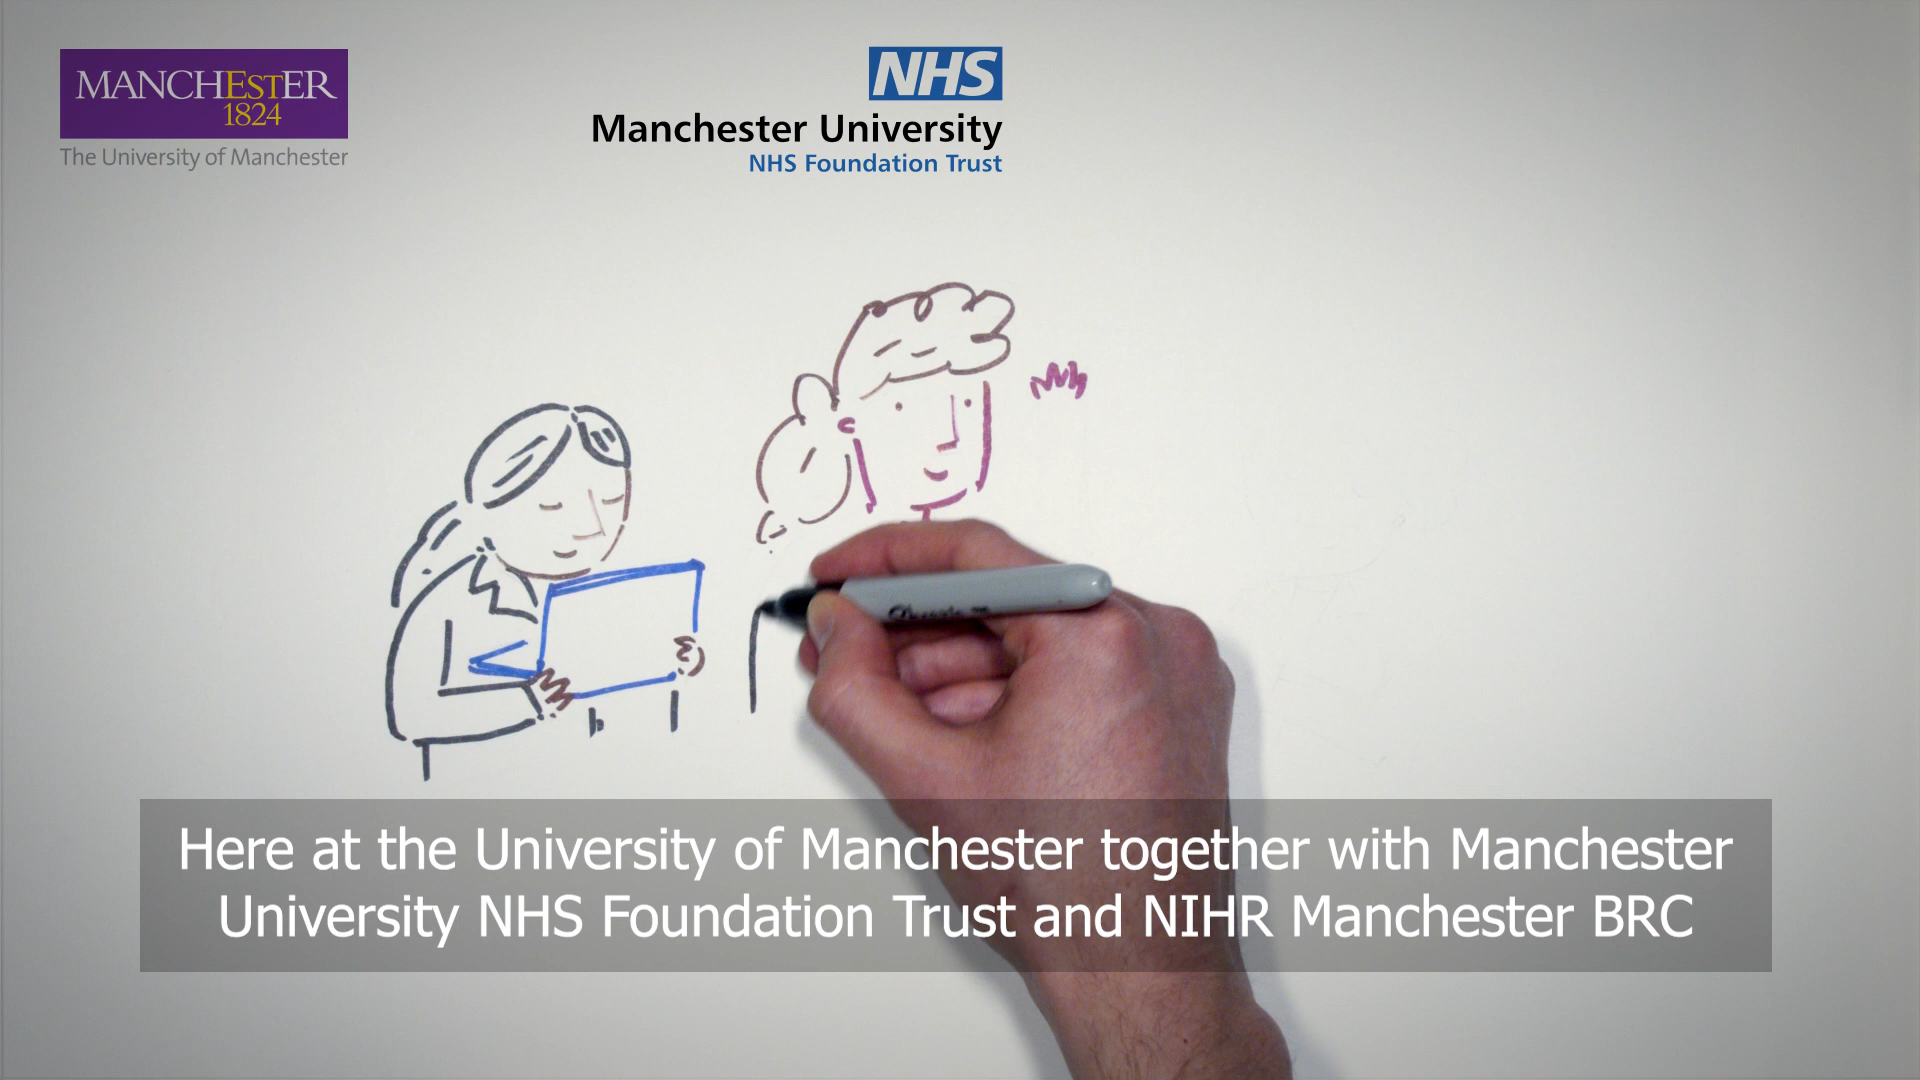 MANCHESTER
1824
The University of Manchester
NHS
Manchester University
NHS Foundation Trust
Here at the University of Manchester together with Manchester
University NHS Foundation Trust and NIHR Manchester BRC